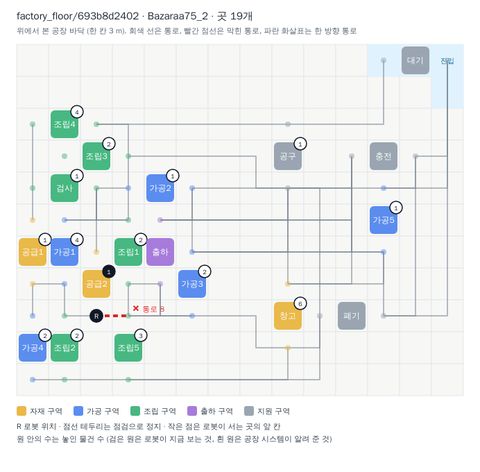 factory_floor/693b8d2402 · Bazaraa75_2 · 곳 19개
위에서 본 공장 바닥 (한 칸 3 m). 회색 선은 통로, 빨간 점선은 막힌 통로, 파란 화살표는 한 방향 통로
대기
진입
조립4 4
조립3 2
공구 1
충전
검사 1
가공2 1
가공5 1
공급1 1
가공1 4
조립1 2
출하
공급2 1
가공3 2
R
✕ 통로 8
창고 6
폐기
가공4 2
조립2 2
조립5 3
자재 구역
가공 구역
조립 구역
출하 구역
지원 구역
R 로봇 위치 · 점선 테두리는 점검으로 정지 · 작은 점은 로봇이 서는 곳의 앞 칸
원 안의 수는 놓인 물건 수 (검은 원은 로봇이 지금 보는 것, 흰 원은 공장 시스템이 알려 준 것)